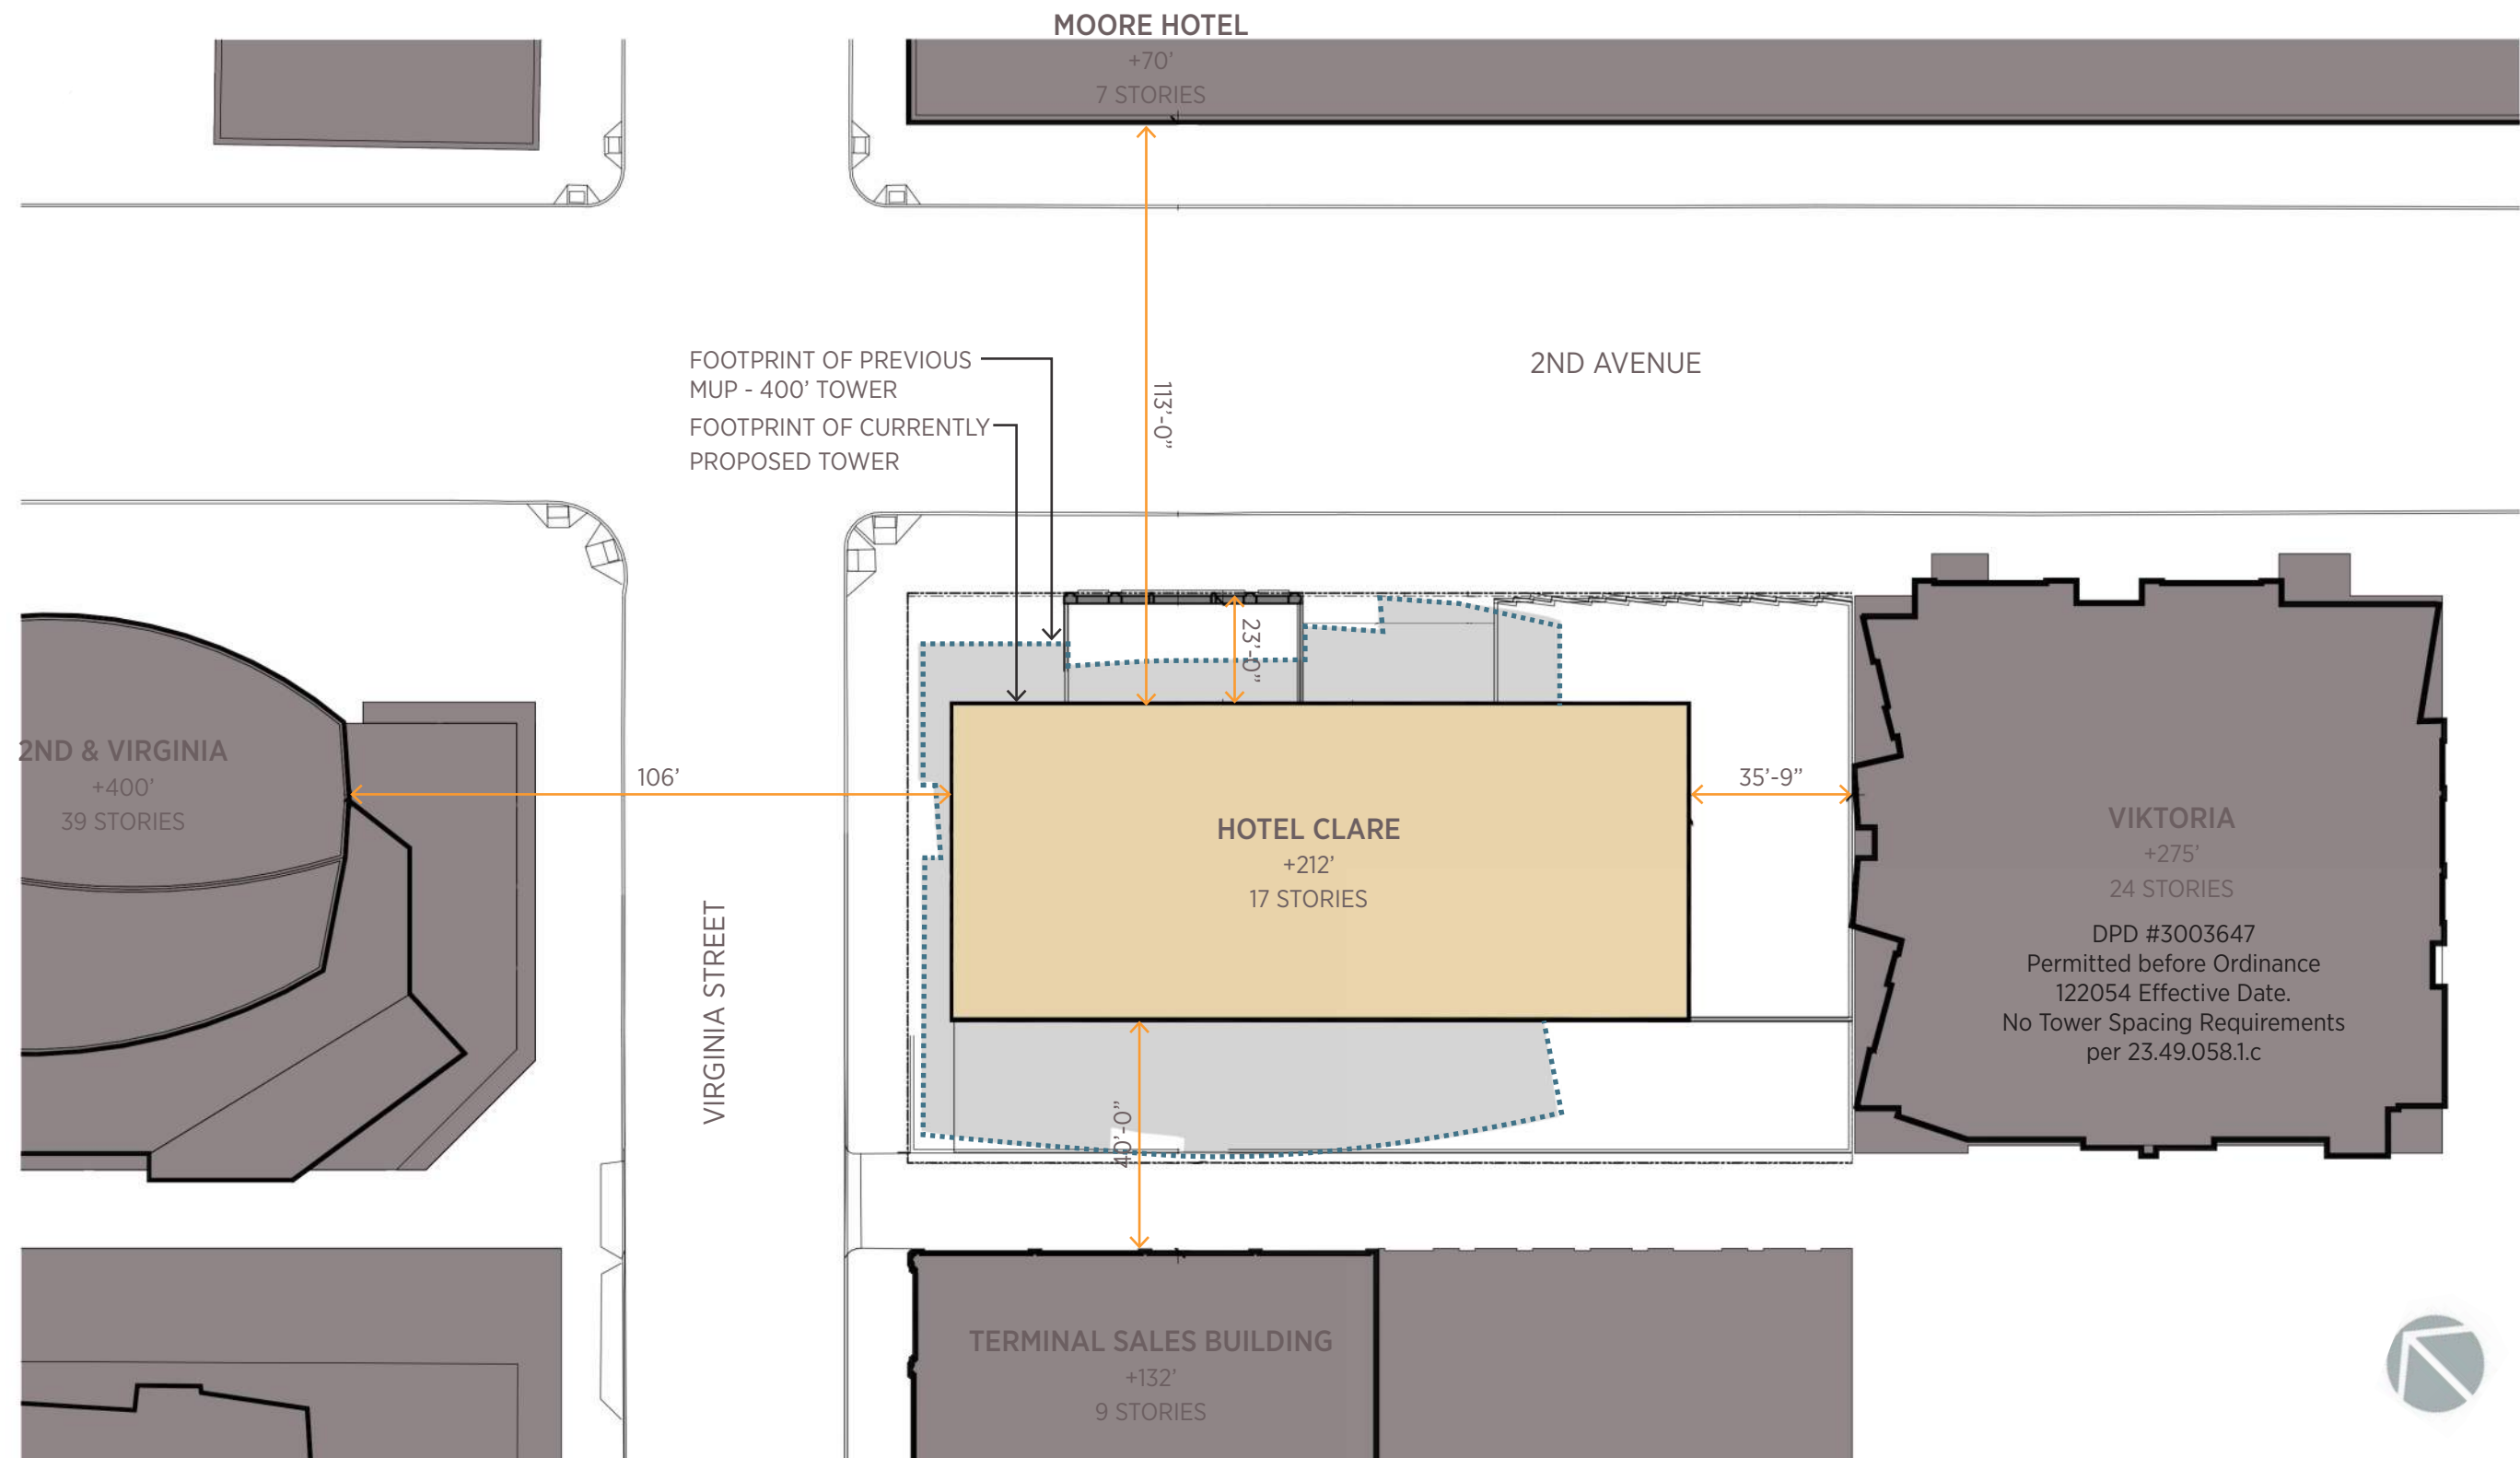 MOORE HOTEL
+70’
7 STORIES
FOOTPRINT OF PREVIOUS
MUP - 400’ TOWER
FOOTPRINT OF CURRENTLY
PROPOSED TOWER
113’-0”
2ND AVENUE
23’-0”
2ND & VIRGINIA
+400’
39 STORIES
106’
35’-9”
HOTEL CLARE
+212’
17 STORIES
VIKTORIA
+275’
24 STORIES
DPD #3003647
Permitted before Ordinance
122054 Effective Date.
No Tower Spacing Requirements
per 23.49.058.1.c
VIRGINIA STREET
40’-0”
TERMINAL SALES BUILDING
+132’
9 STORIES